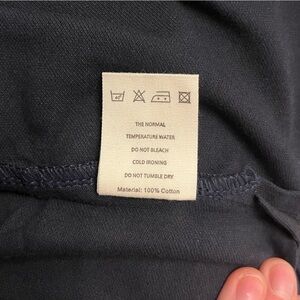 THE NORMAL
TEMPERATURE WATER
DO NOT BLEACH
COLD IRONING
DO NOT TUMBLE DRY
Material: 100% Cotton